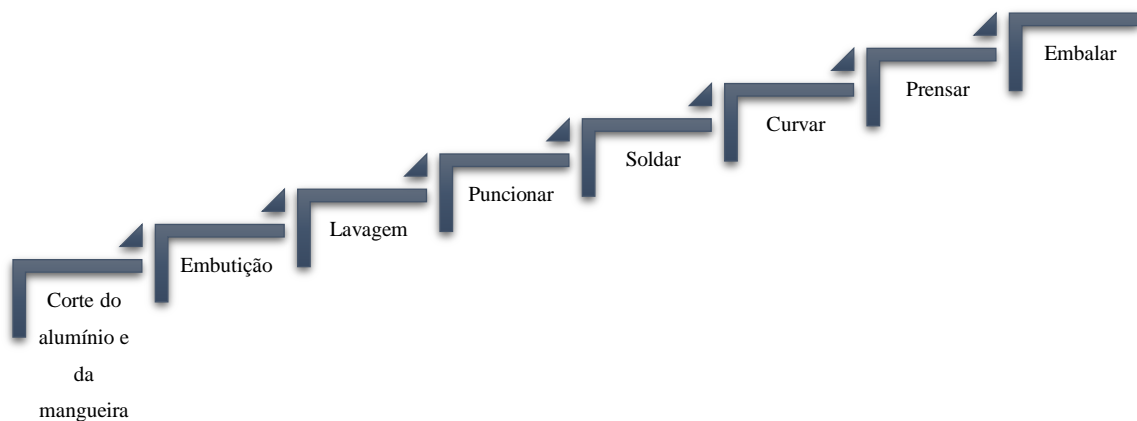 Corte do
alumínio e
da
mangueira
Embutição
Lavagem
Puncionar
Soldar
Curvar
Prensar
Embalar